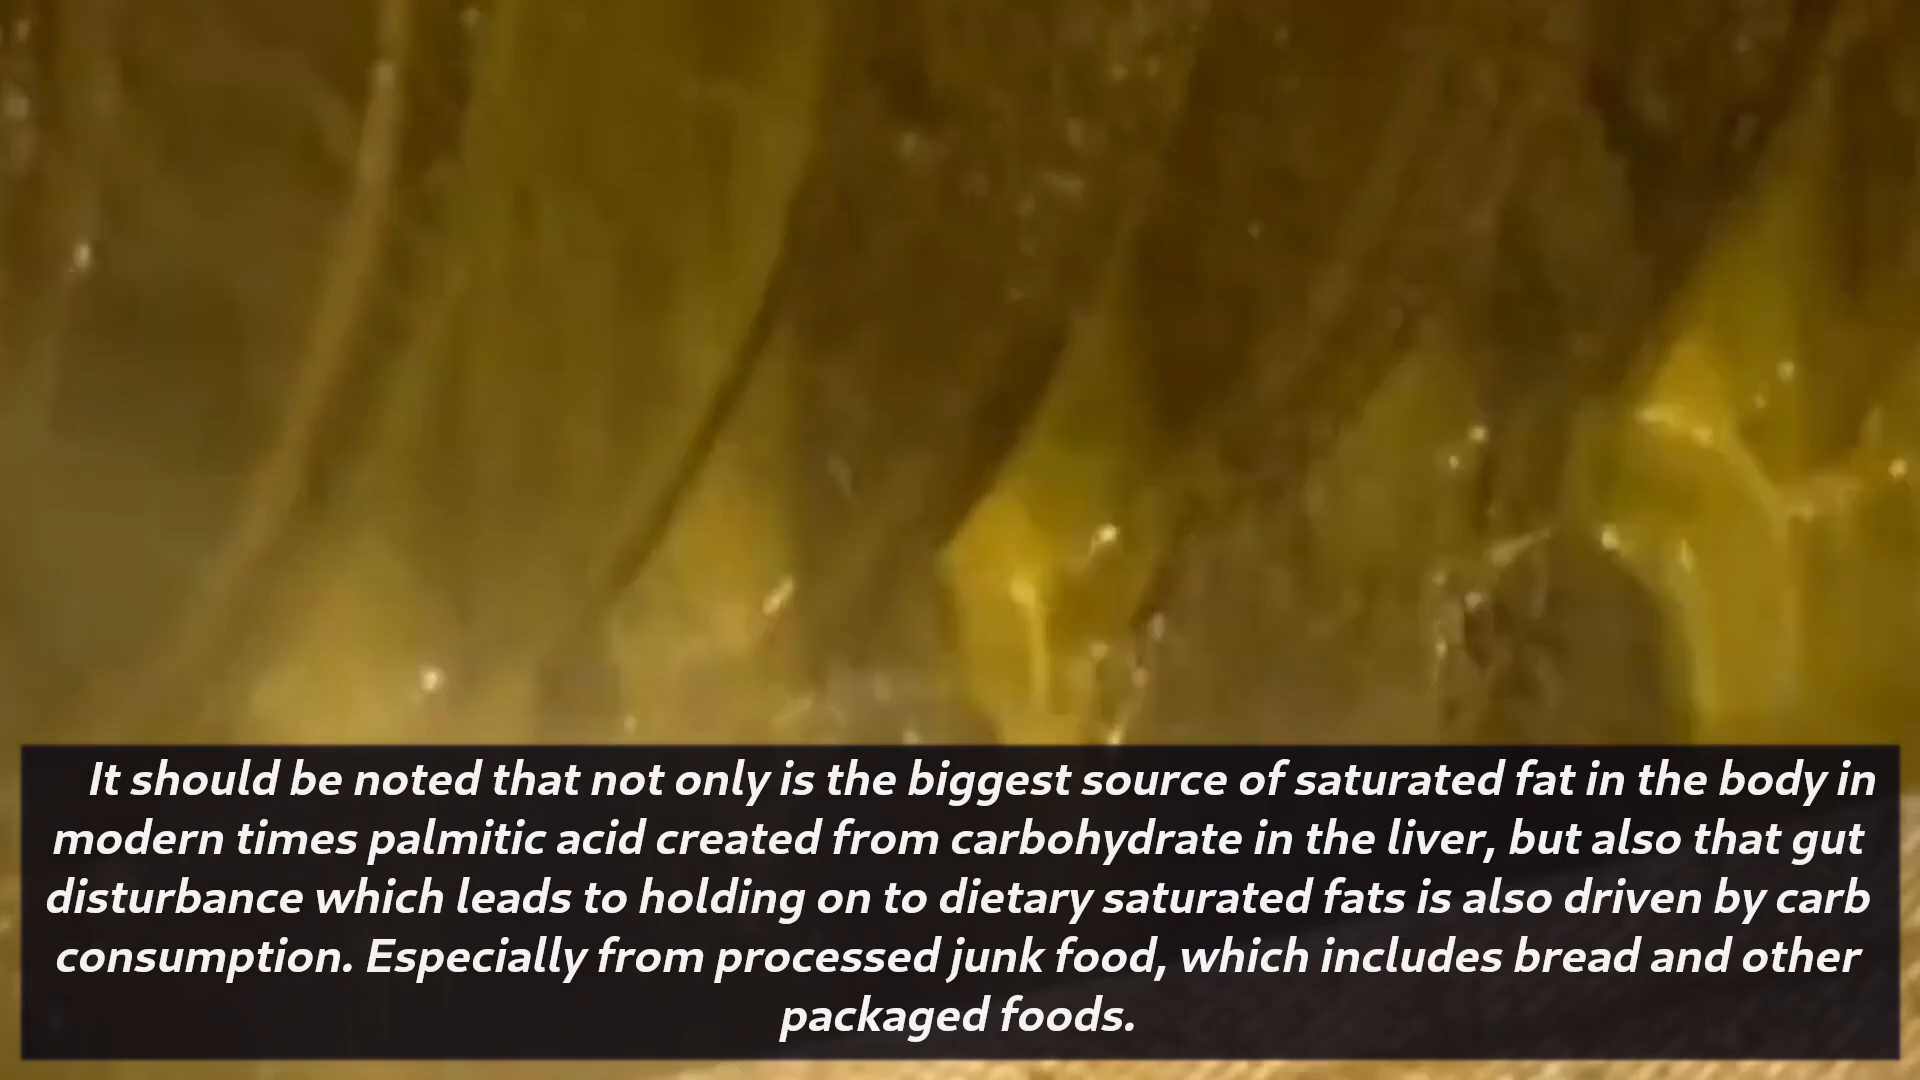 It should be noted that not only is the biggest source of saturated fat in the body in
modern times palmitic acid created from carbohydrate in the liver, but also that gut
disturbance which leads to holding on to dietary saturated fats is also driven by carb
consumption. Especially from processed junk food, which includes bread and other
packaged foods.